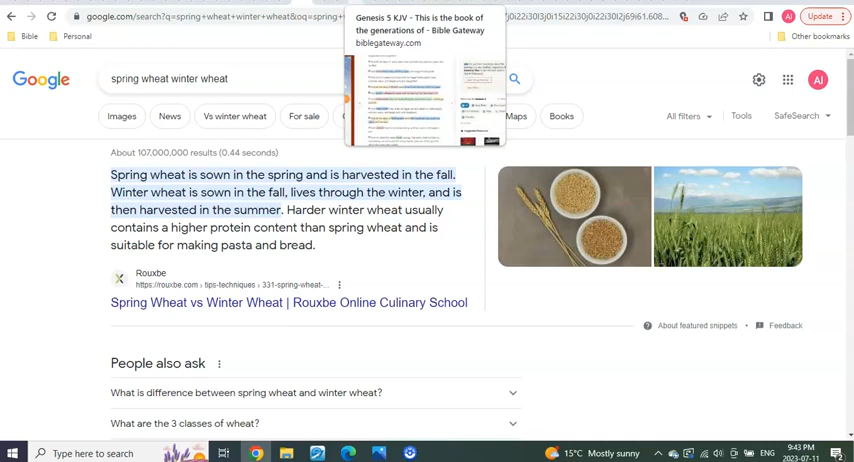 google.com/search?q=spring+wheat+winter+wheat&oq=spring+
j0i22i30l3j0i15i22i30j0i22i30l2j69i61.608...
AI
Update
Bible
Personal
Other bookmarks
Genesis 5 KJV - This is the book of
the generations of - Bible Gateway
biblegateway.com
Google
spring wheat winter wheat
AI
Images
News
Vs winter wheat
For sale
Maps
Books
All filters
Tools
SafeSearch
About 107,000,000 results (0.44 seconds)
Spring wheat is sown in the spring and is harvested in the fall.
Winter wheat is sown in the fall, lives through the winter, and is
then harvested in the summer. Harder winter wheat usually
contains a higher protein content than spring wheat and is
suitable for making pasta and bread.
Rouxbe
https://rouxbe.com › tips-techniques › 331-spring-wheat-...
Spring Wheat vs Winter Wheat | Rouxbe Online Culinary School
About featured snippets
Feedback
People also ask
What is difference between spring wheat and winter wheat?
What are the 3 classes of wheat?
Type here to search
15°C Mostly sunny
ENG
9:43 PM
2023-07-11
2